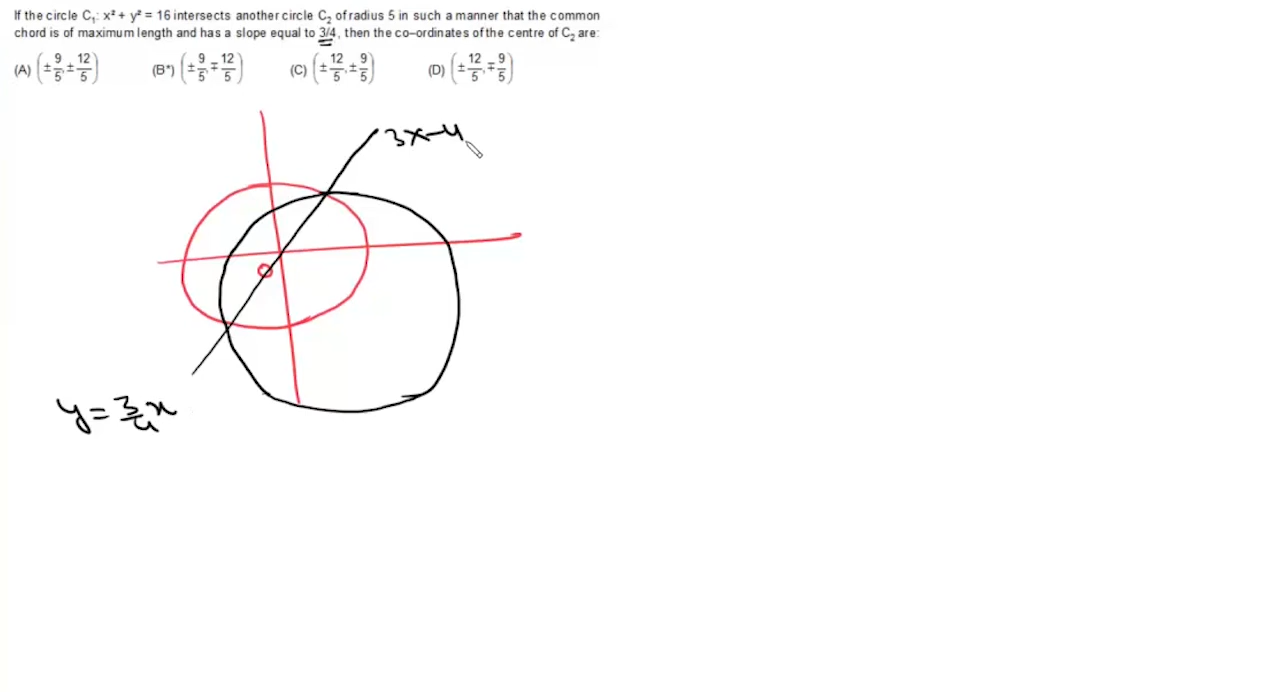 If the circle C₁: x² + y² = 16 intersects another circle C₂ of radius 5 in such a manner that the common
chord is of maximum length and has a slope equal to 3/4, then the co–ordinates of the centre of C₂ are:
(A) (±9/5, ±12/5) (B*) (±9/5, ∓12/5) (C) (±12/5, ±9/5) (D) (±12/5, ∓9/5)
3x-4
y = 3/4 x